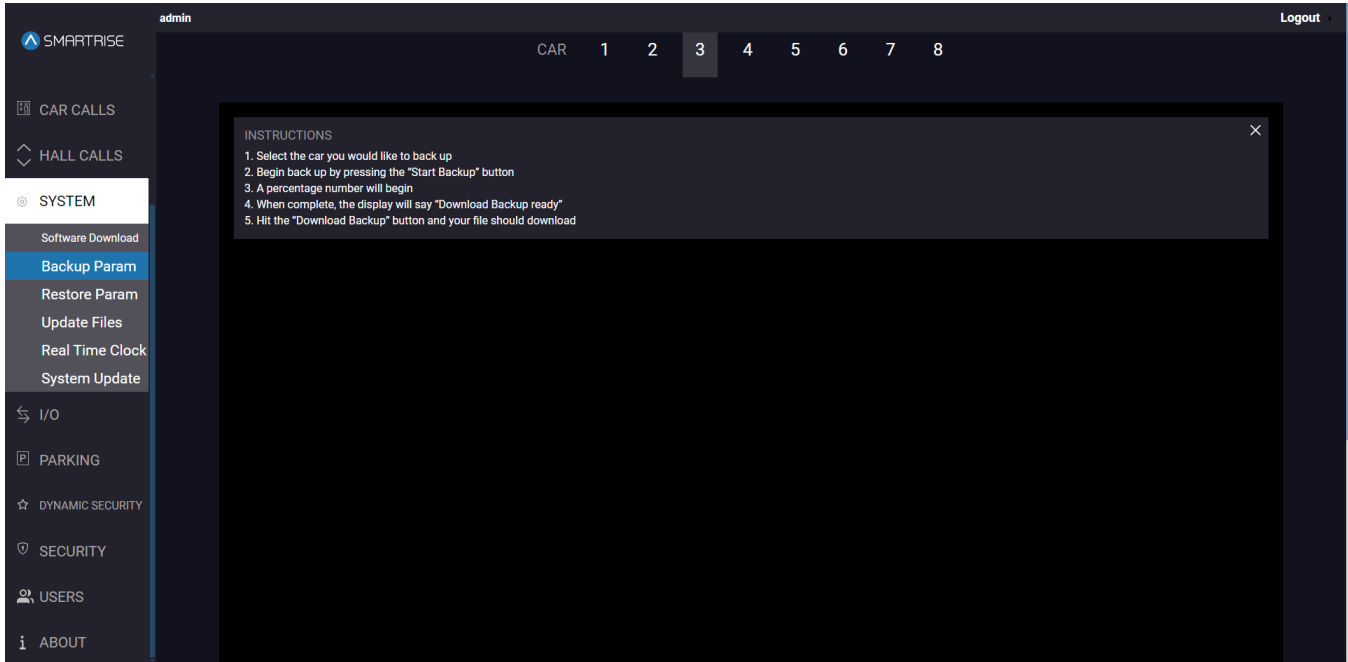 admin
Logout
SMARTRISE
CAR 1 2 3 4 5 6 7 8
CAR CALLS
HALL CALLS
SYSTEM
Software Download
Backup Param
Restore Param
Update Files
Real Time Clock
System Update
I/O
PARKING
DYNAMIC SECURITY
SECURITY
USERS
ABOUT
INSTRUCTIONS
1. Select the car you would like to back up
2. Begin back up by pressing the “Start Backup” button
3. A percentage number will begin
4. When complete, the display will say “Download Backup ready”
5. Hit the “Download Backup” button and your file should download